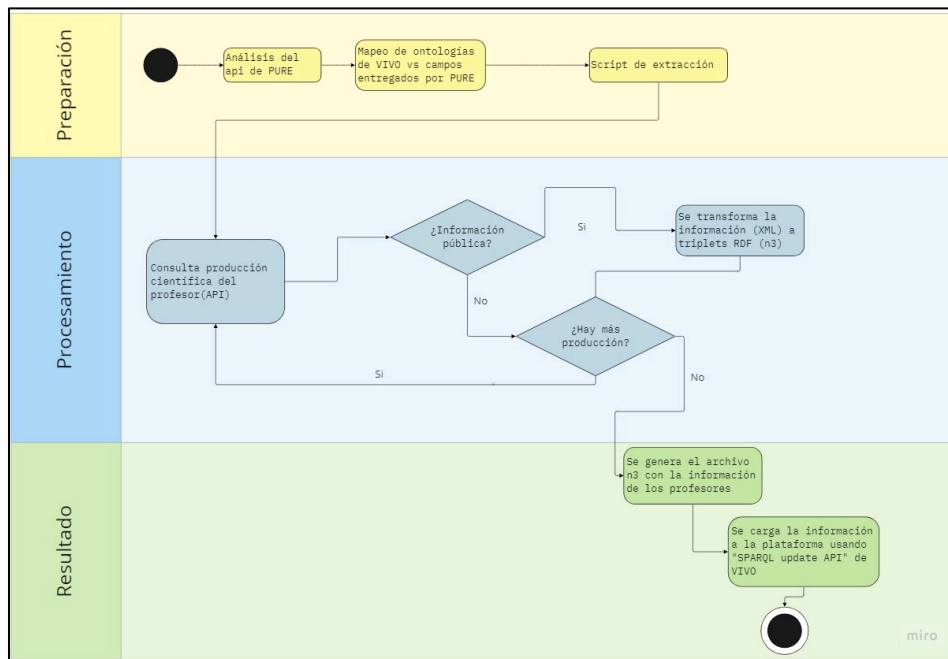 Preparación
Análisis del
api de PURE
Mapeo de ontologías
de VIVO vs campos
entregados por PURE
Script de extracción
Procesamiento
Consulta producción
científica del
profesor(API)
¿Información
pública?
Si
Se transforma la
información (XML) a
triplets RDF (n3)
No
¿Hay más
producción?
Si
No
Resultado
Se genera el archivo
n3 con la información
de los profesores
Se carga la información
a la plataforma usando
"SPARQL update API" de
VIVO
miro